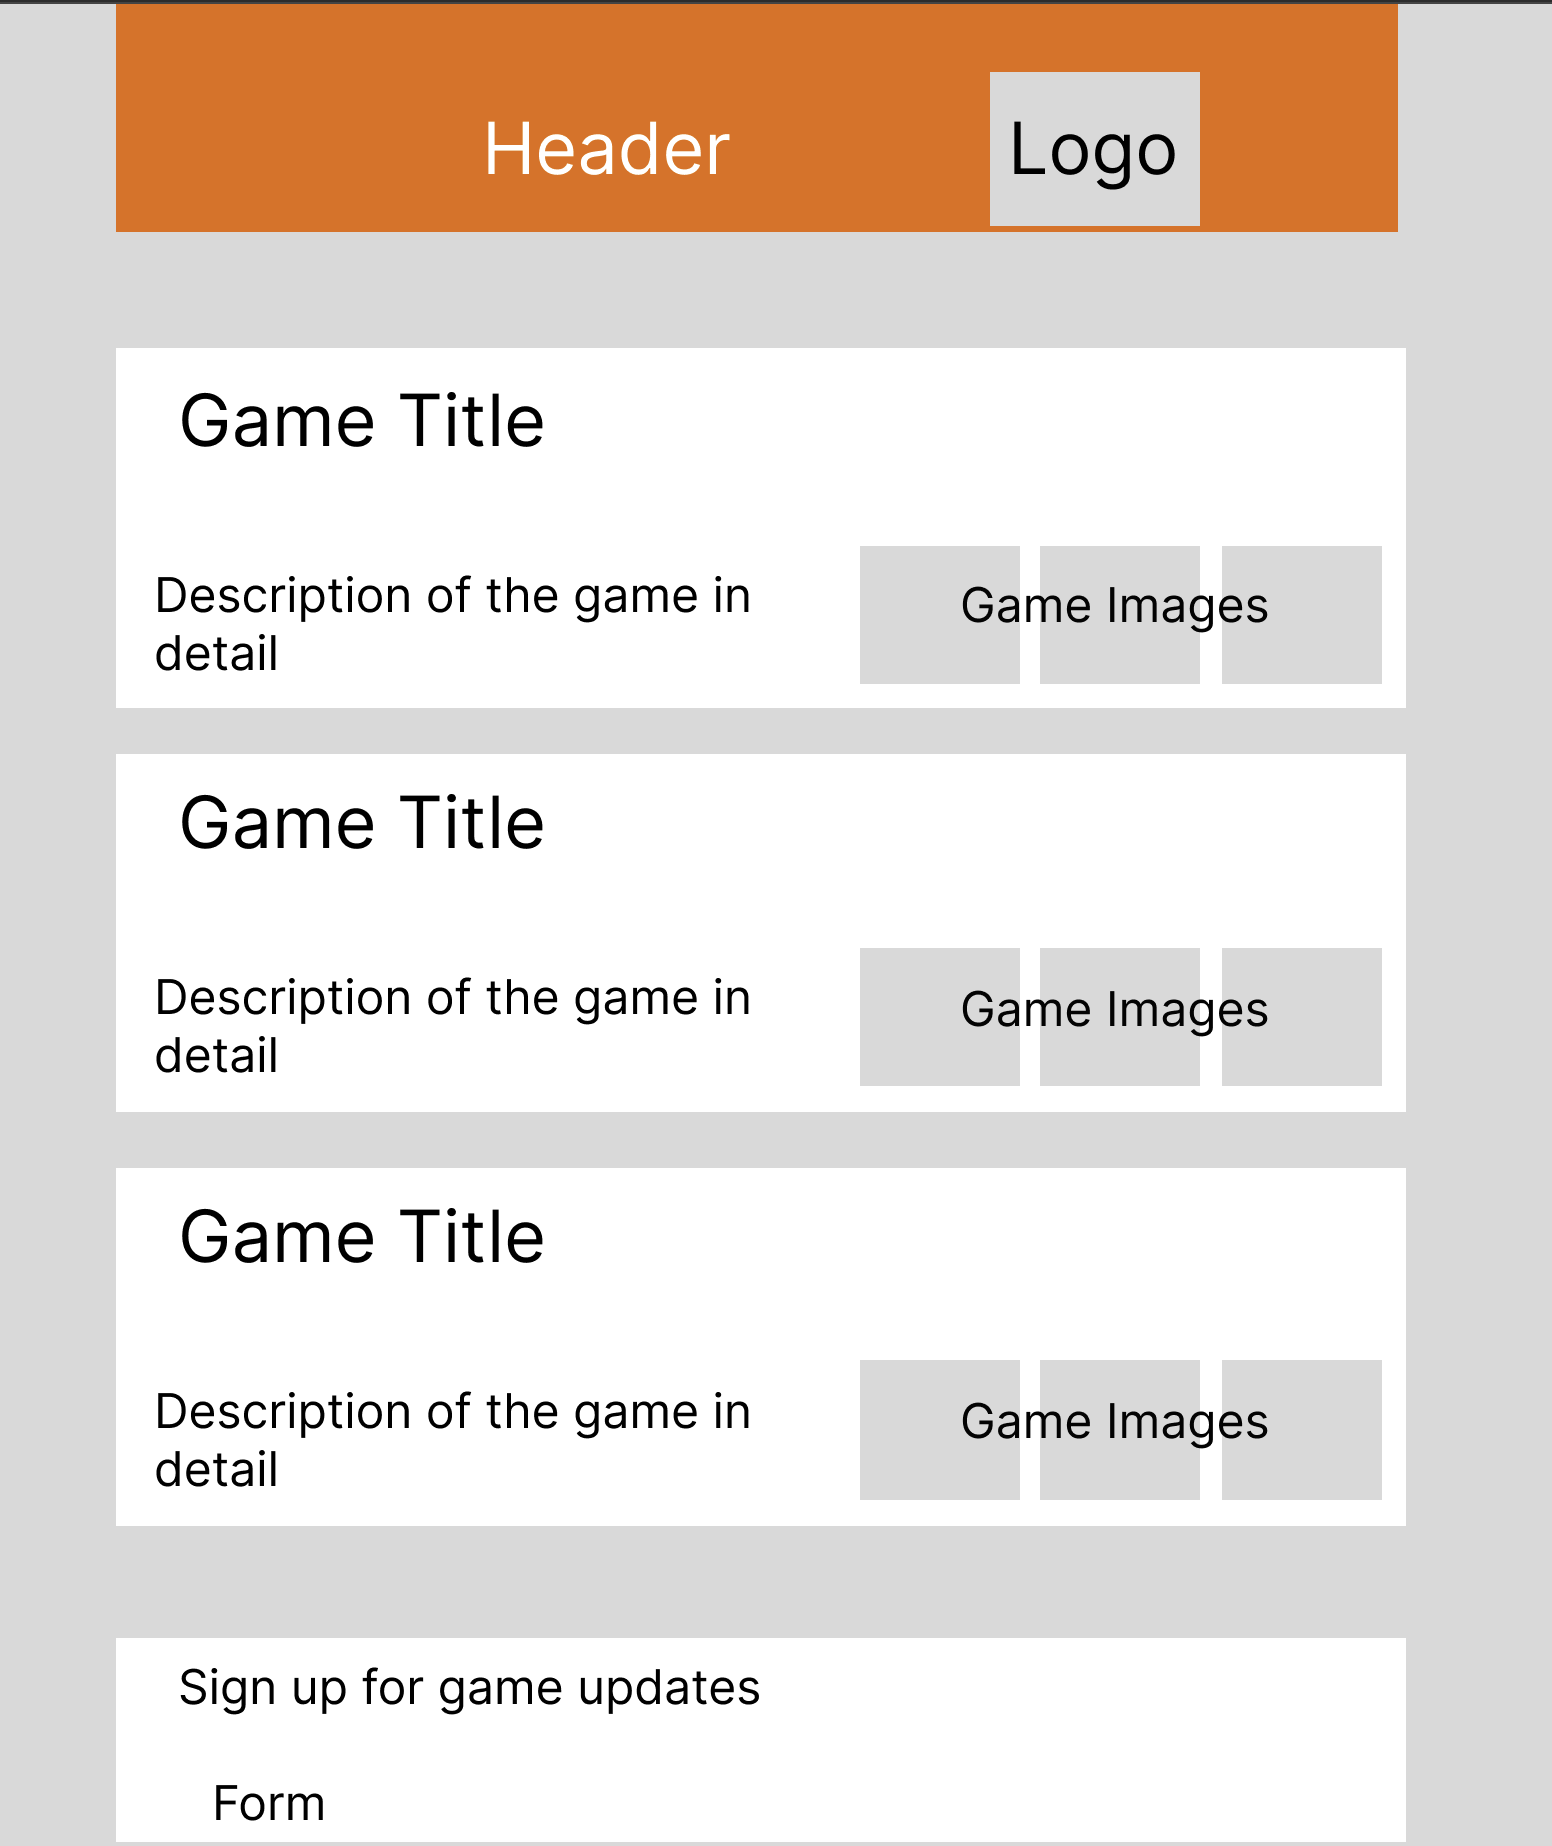 Header
Logo
Game Title
Description of the game in
detail
Game Images
Game Title
Description of the game in
detail
Game Images
Game Title
Description of the game in
detail
Game Images
Sign up for game updates
Form